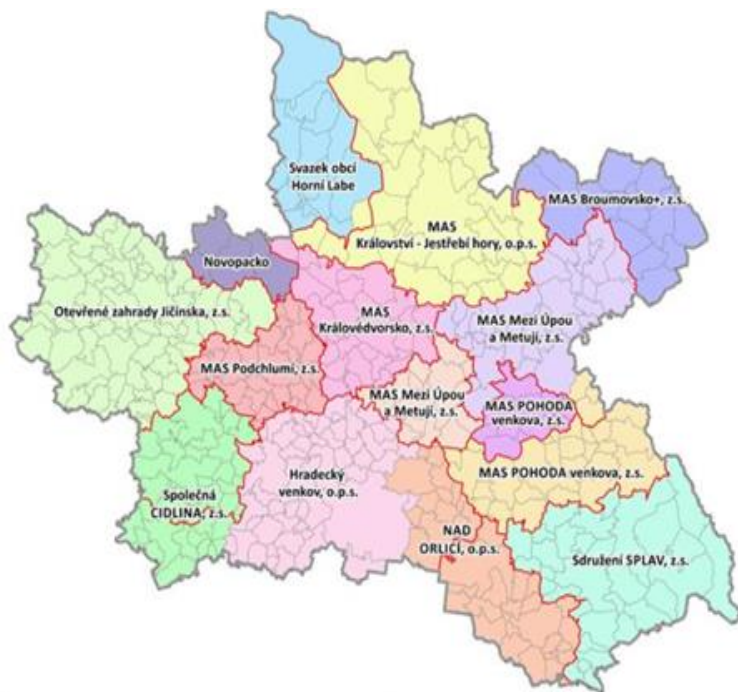 Svazek obcí
Horní Labe
MAS Broumovsko+, z.s.
MAS
Království - Jestřebí hory, o.p.s.
Novopacko
Otevřené zahrady Jičínska, z.s.
MAS
Královédvorsko, z.s.
MAS Mezi Úpou
a Metují, z.s.
MAS Podchlumí, z.s.
MAS Mezi Úpou
a Metují, z.s.
MAS POHODA
venkova, z.s.
MAS POHODA venkova, z.s.
Hradecký
venkov, o.p.s.
Společná
CIDLINA, z.s.
NAD
ORLICÍ, o.p.s.
Sdružení SPLAV, z.s.